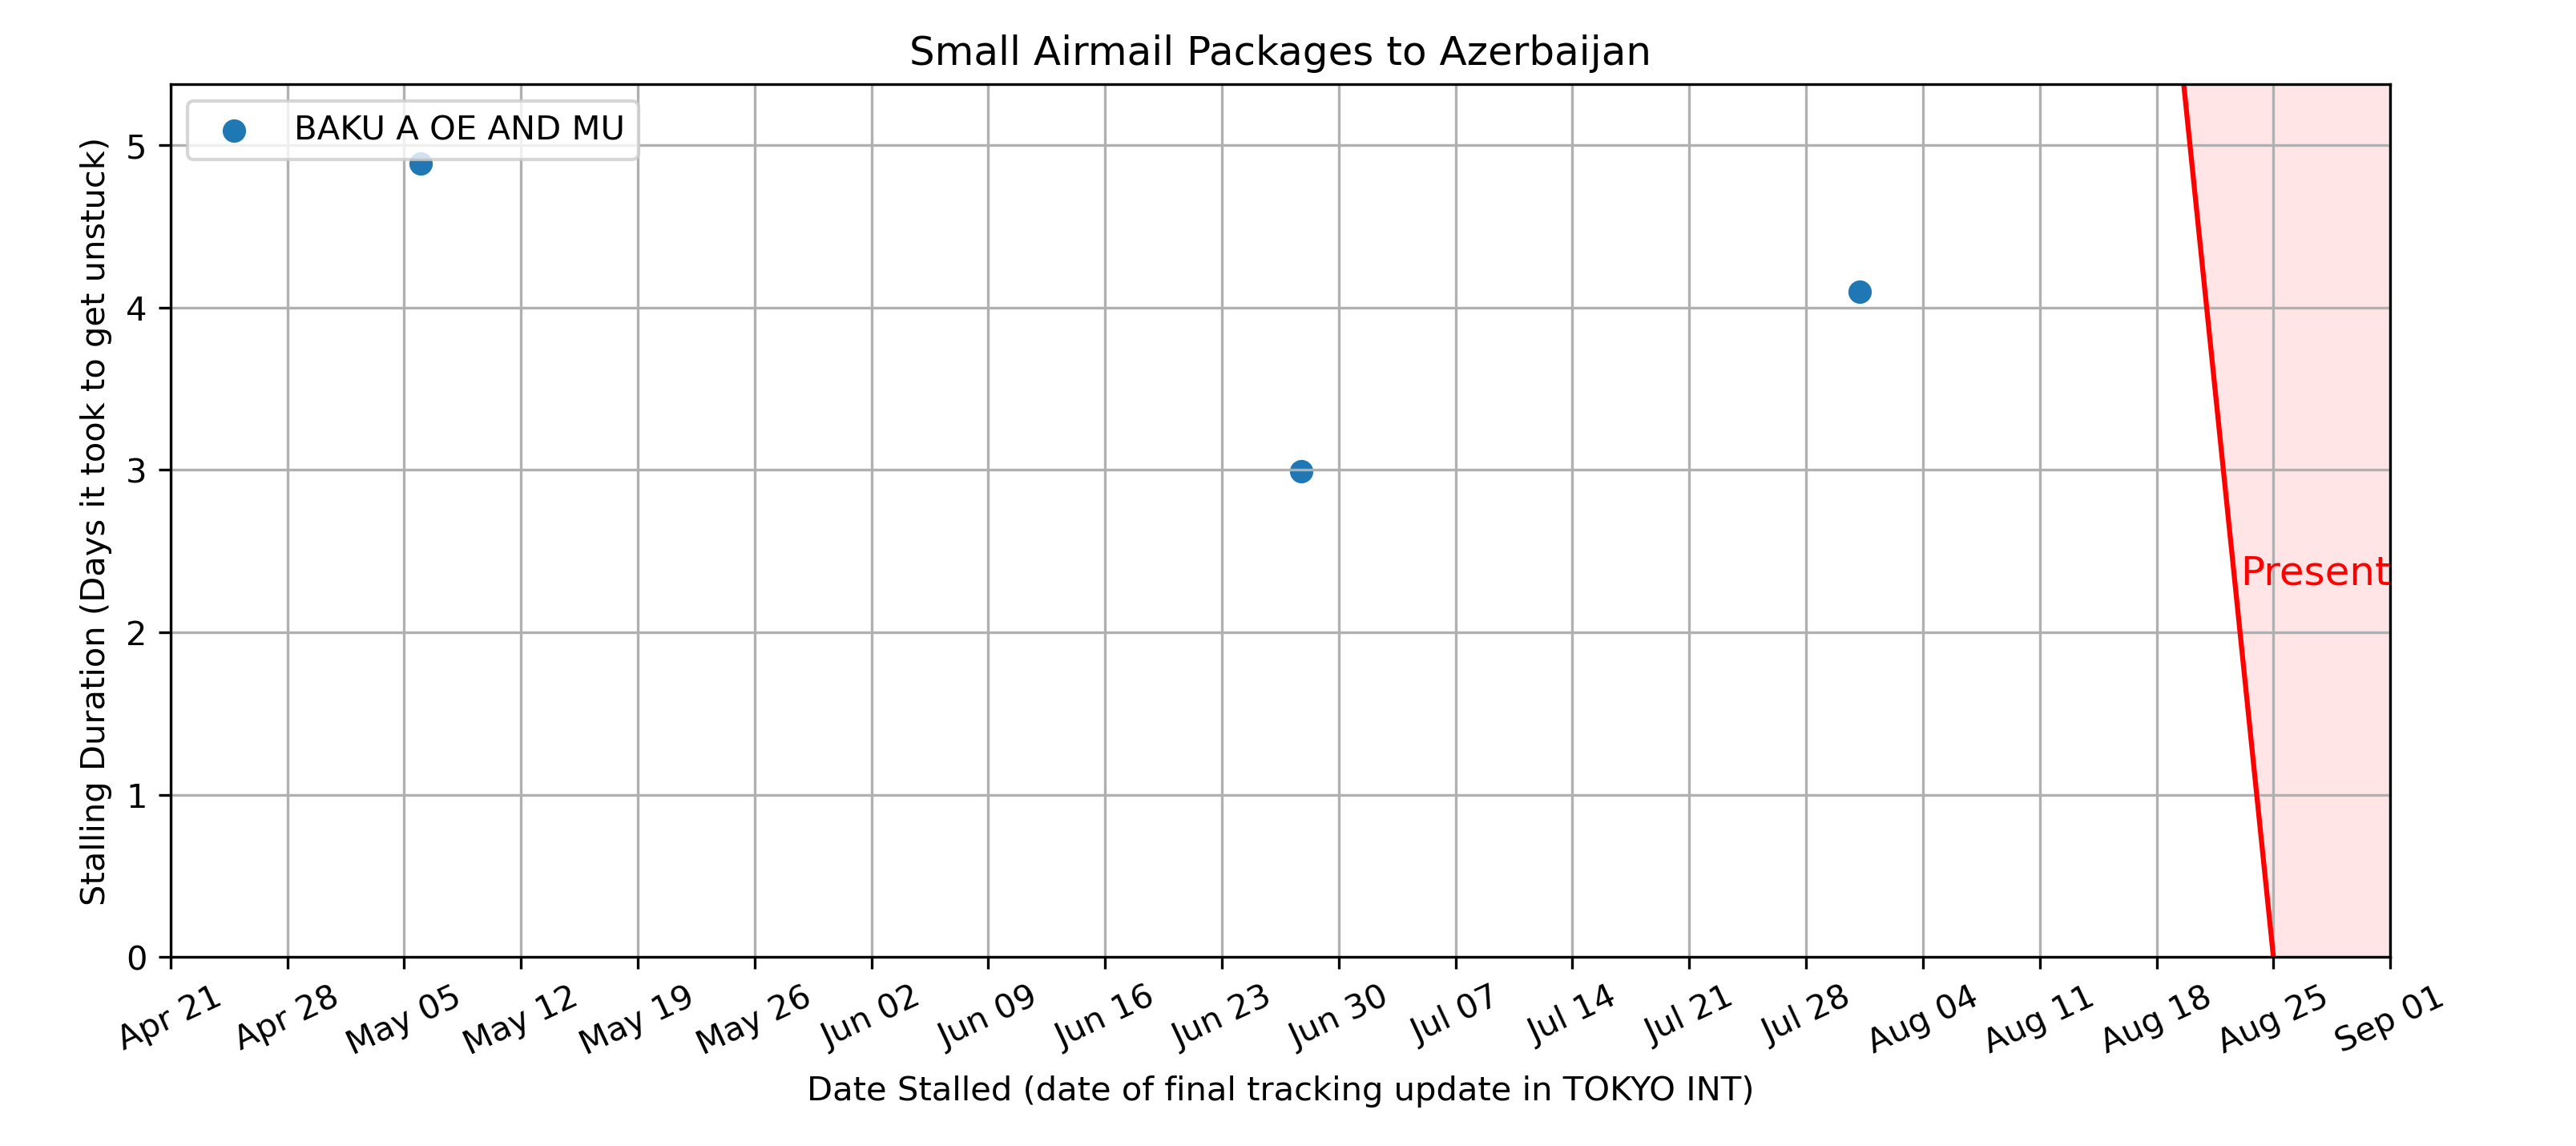 Small Airmail Packages to Azerbaijan
BAKU A OE AND MU
Stalling Duration (Days it took to get unstuck)
5
4
3
2
1
0
Present
Apr 21
Apr 28
May 05
May 12
May 19
May 26
Jun 02
Jun 09
Jun 16
Jun 23
Jun 30
Jul 07
Jul 14
Jul 21
Jul 28
Aug 04
Aug 11
Aug 18
Aug 25
Sep 01
Date Stalled (date of final tracking update in TOKYO INT)